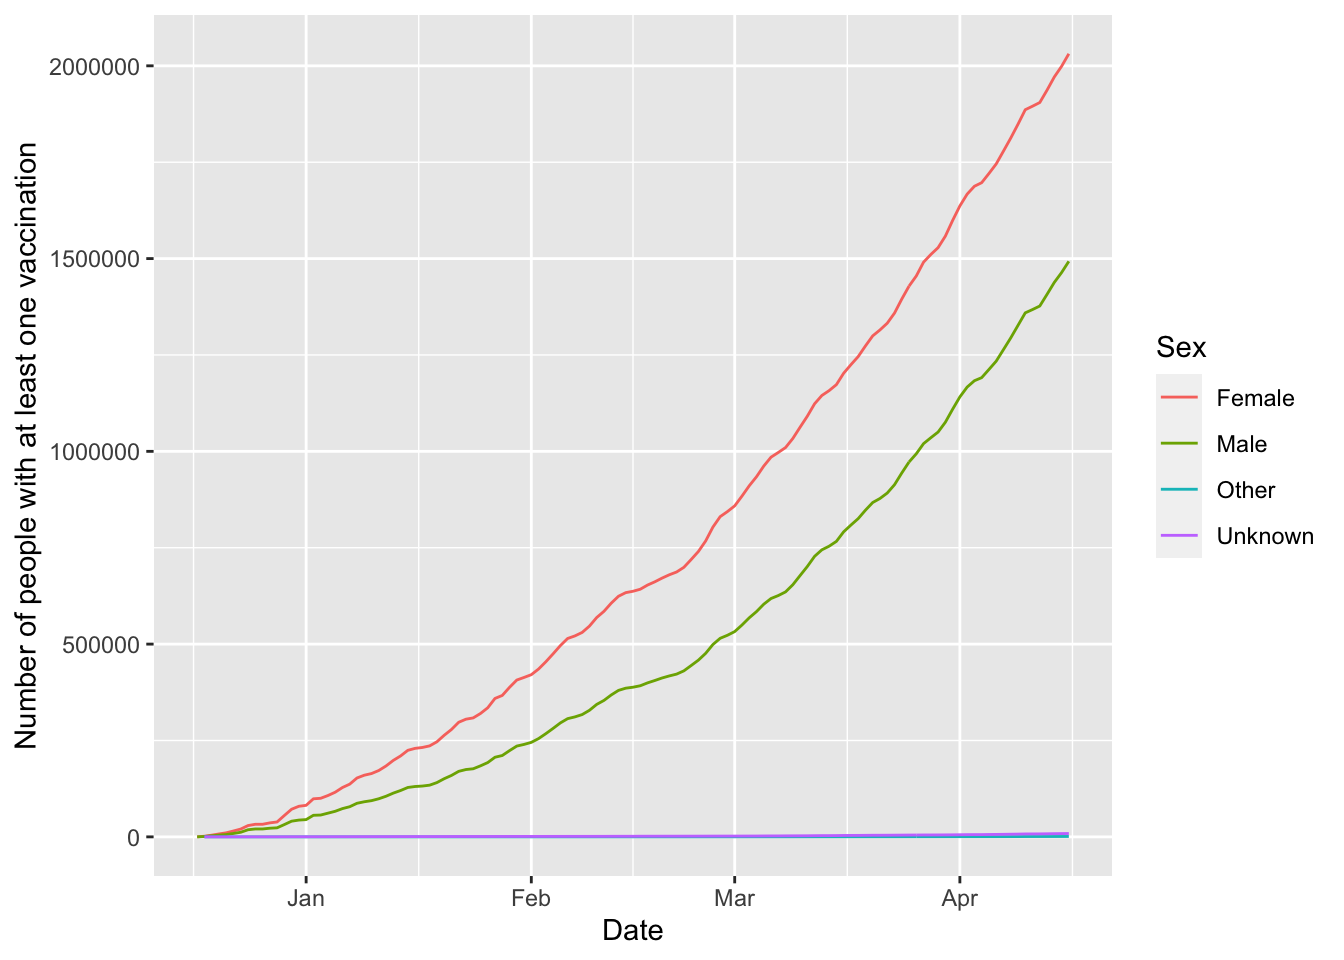 Number of people with at least one vaccination
2000000
1500000
1000000
500000
0
Jan Feb Mar Apr
Date
Sex
Female
Male
Other
Unknown